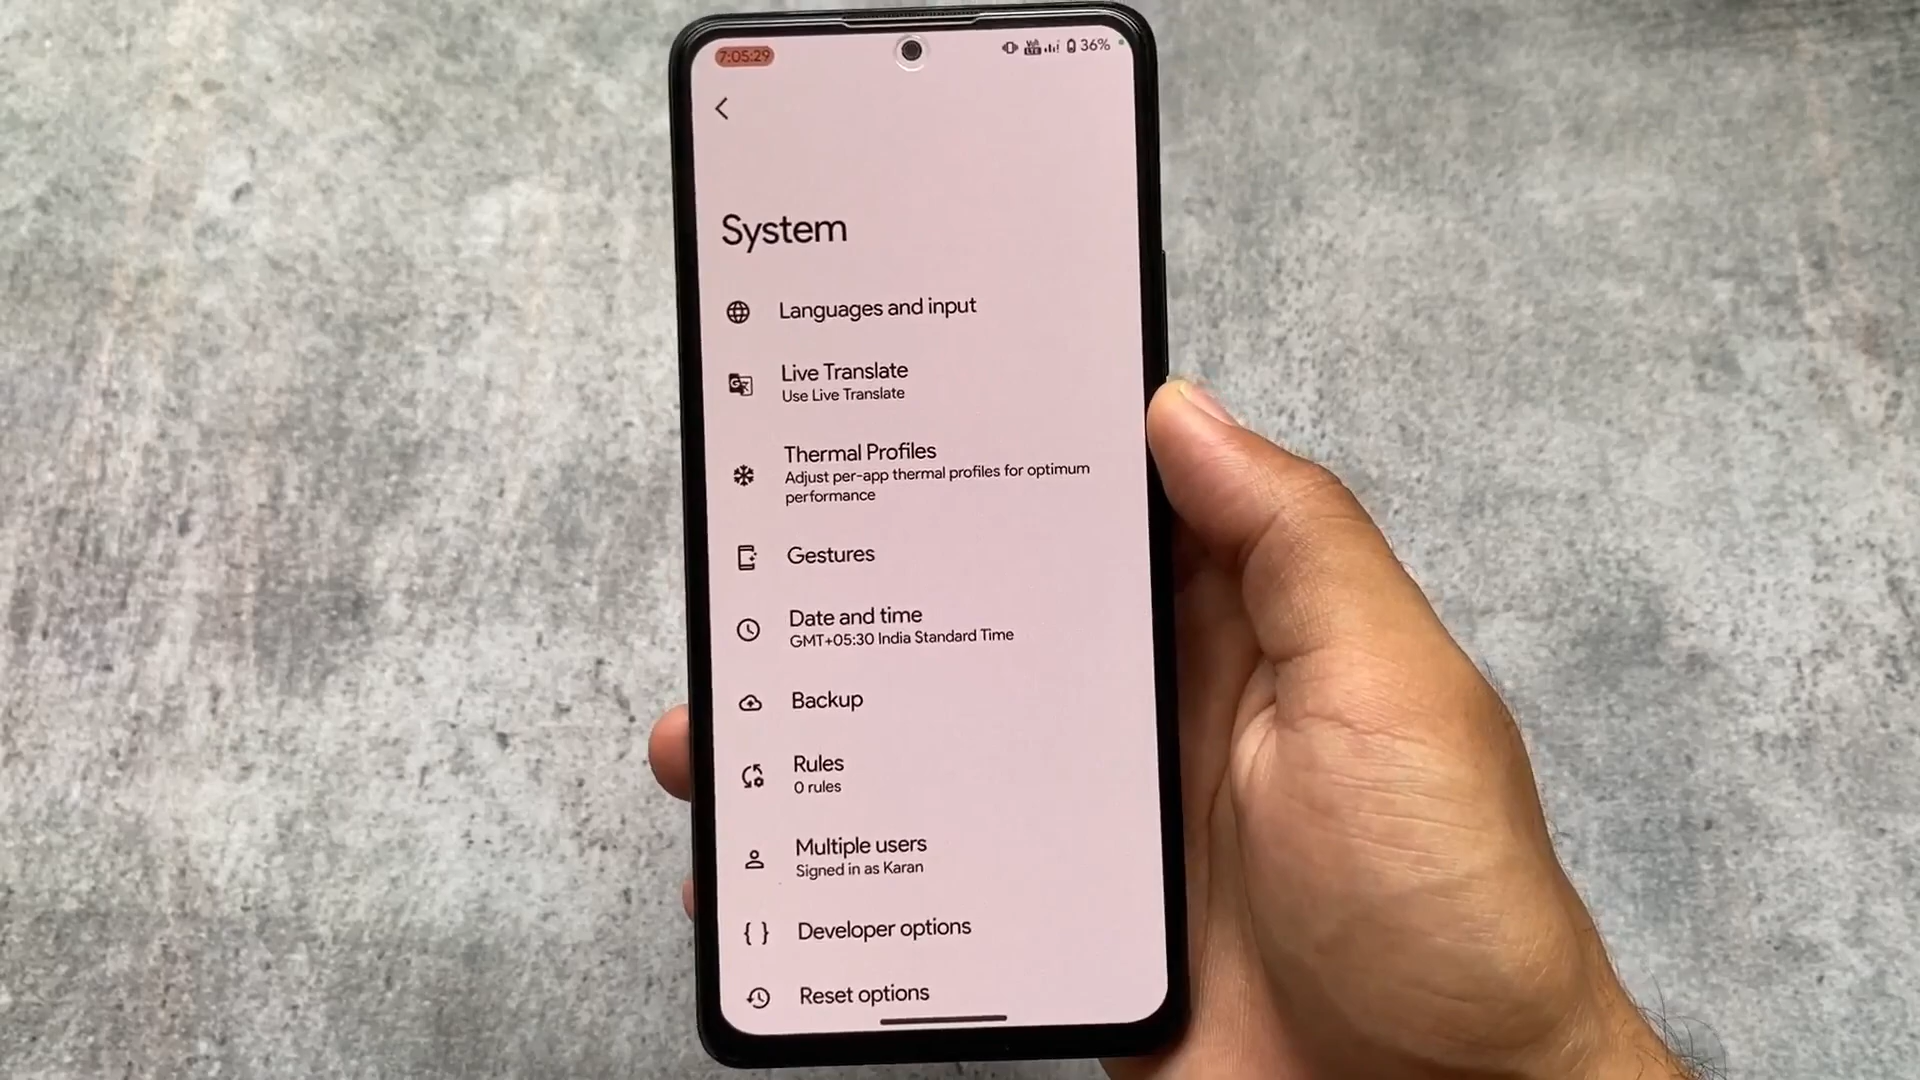 7:05:29
36%
System
Languages and input
Live Translate
Use Live Translate
Thermal Profiles
Adjust per-app thermal profiles for optimum
performance
Gestures
Date and time
GMT+05:30 India Standard Time
Backup
Rules
0 rules
Multiple users
Signed in as Karan
{ } Developer options
Reset options